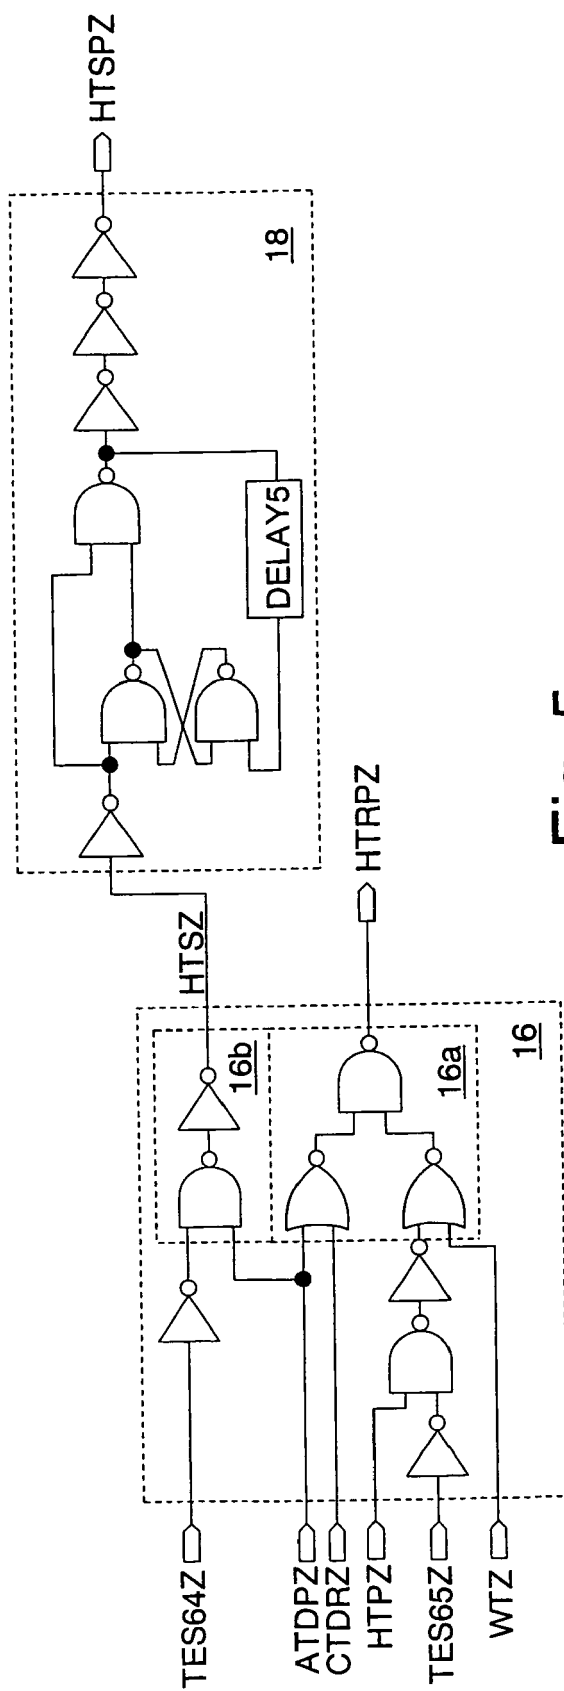 TES64Z
ATDPZ
CTDRZ
HTPZ
TES65Z
WTZ
16
16a
16b
HTSZ
HTRPZ
18
DELAY5
HTSPZ